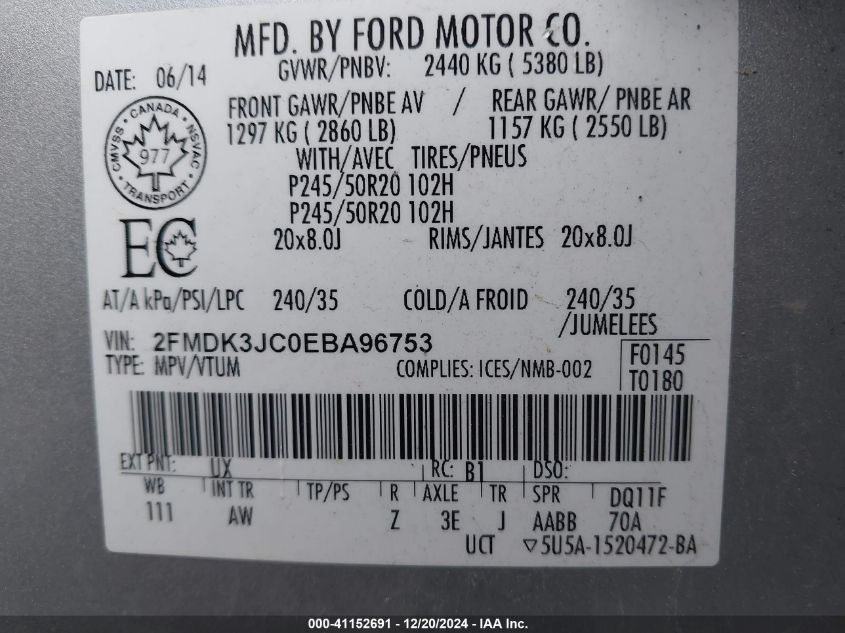 MFD. BY FORD MOTOR CO.
DATE: 06/14
GVWR/PNBV: 2440 KG ( 5380 LB)
FRONT GAWR/PNBE AV / REAR GAWR/ PNBE AR
1297 KG ( 2860 LB) 1157 KG ( 2550 LB)
WITH/AVEC TIRES/PNEUS
P245/50R20 102H
P245/50R20 102H
20x8.0J RIMS/JANTES 20x8.0J
CANADA
CMVSS NSVAC
977
TRANSPORT
EC
AT/A kPa/PSI/LPC 240/35 COLD/A FROID 240/35
/JUMELEES
VIN: 2FMDK3JC0EBA96753
TYPE: MPV/VTUM COMPLIES: ICES/NMB-002
F0145
T0180
EXT PNT: UX RC: B1 DSO:
WB INT TR TP/PS R AXLE TR SPR DQ11F
111 AW Z 3E J AABB 70A
UCT ▽5U5A-1520472-BA
000-41152691 - 12/20/2024 - IAA Inc.